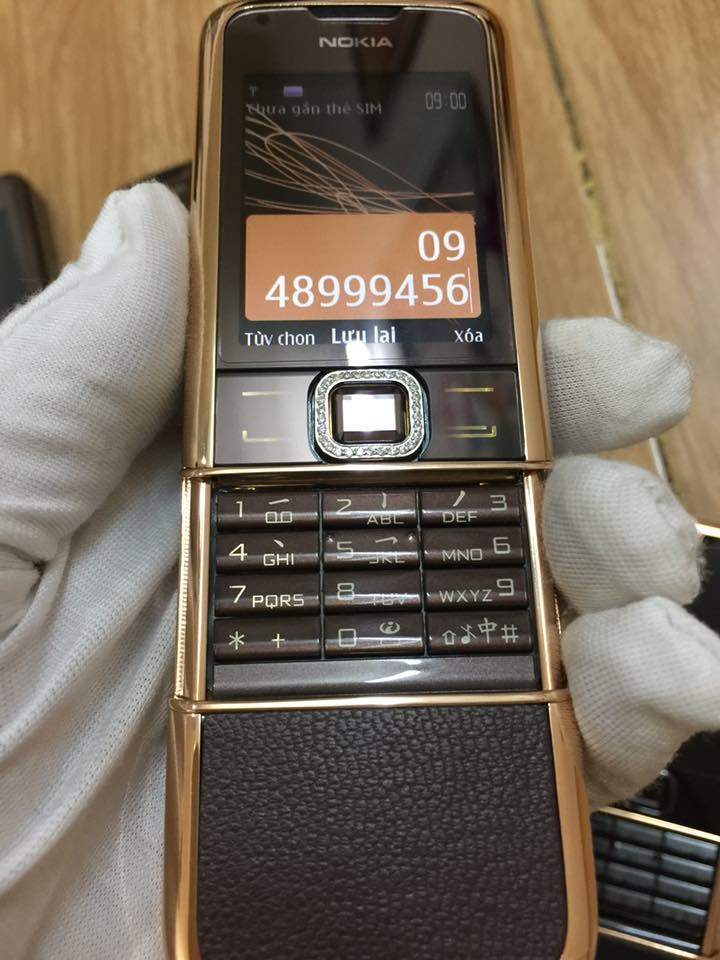 NOKIA
Chưa gắn thẻ SIM 09:00
09
48999456
Tùy chọn Lưu lại Xóa
1 2 ABC DEF 3
4 GHI 5 JKL MNO 6
7 PQRS 8 TUV WXYZ 9
* + 0 中 #